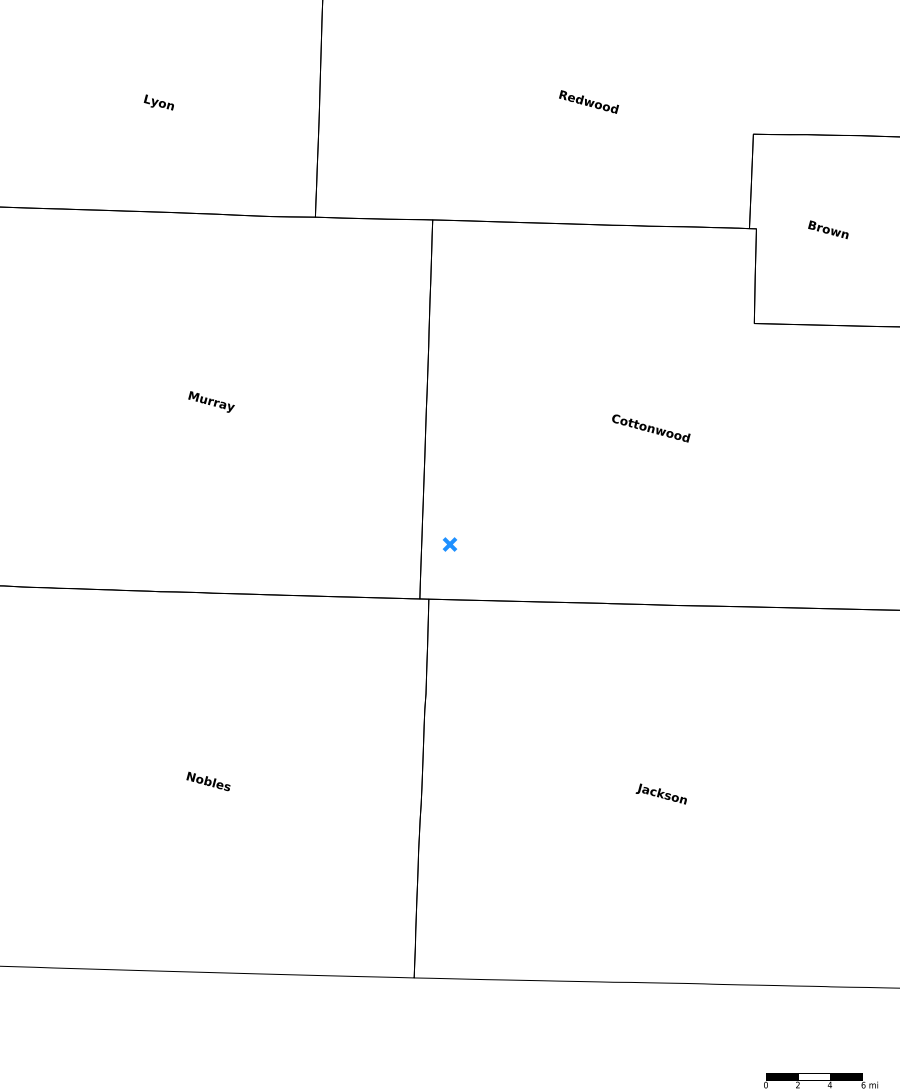 Lyon
Redwood
Brown
Murray
Cottonwood
Nobles
Jackson
0 2 4 6 mi